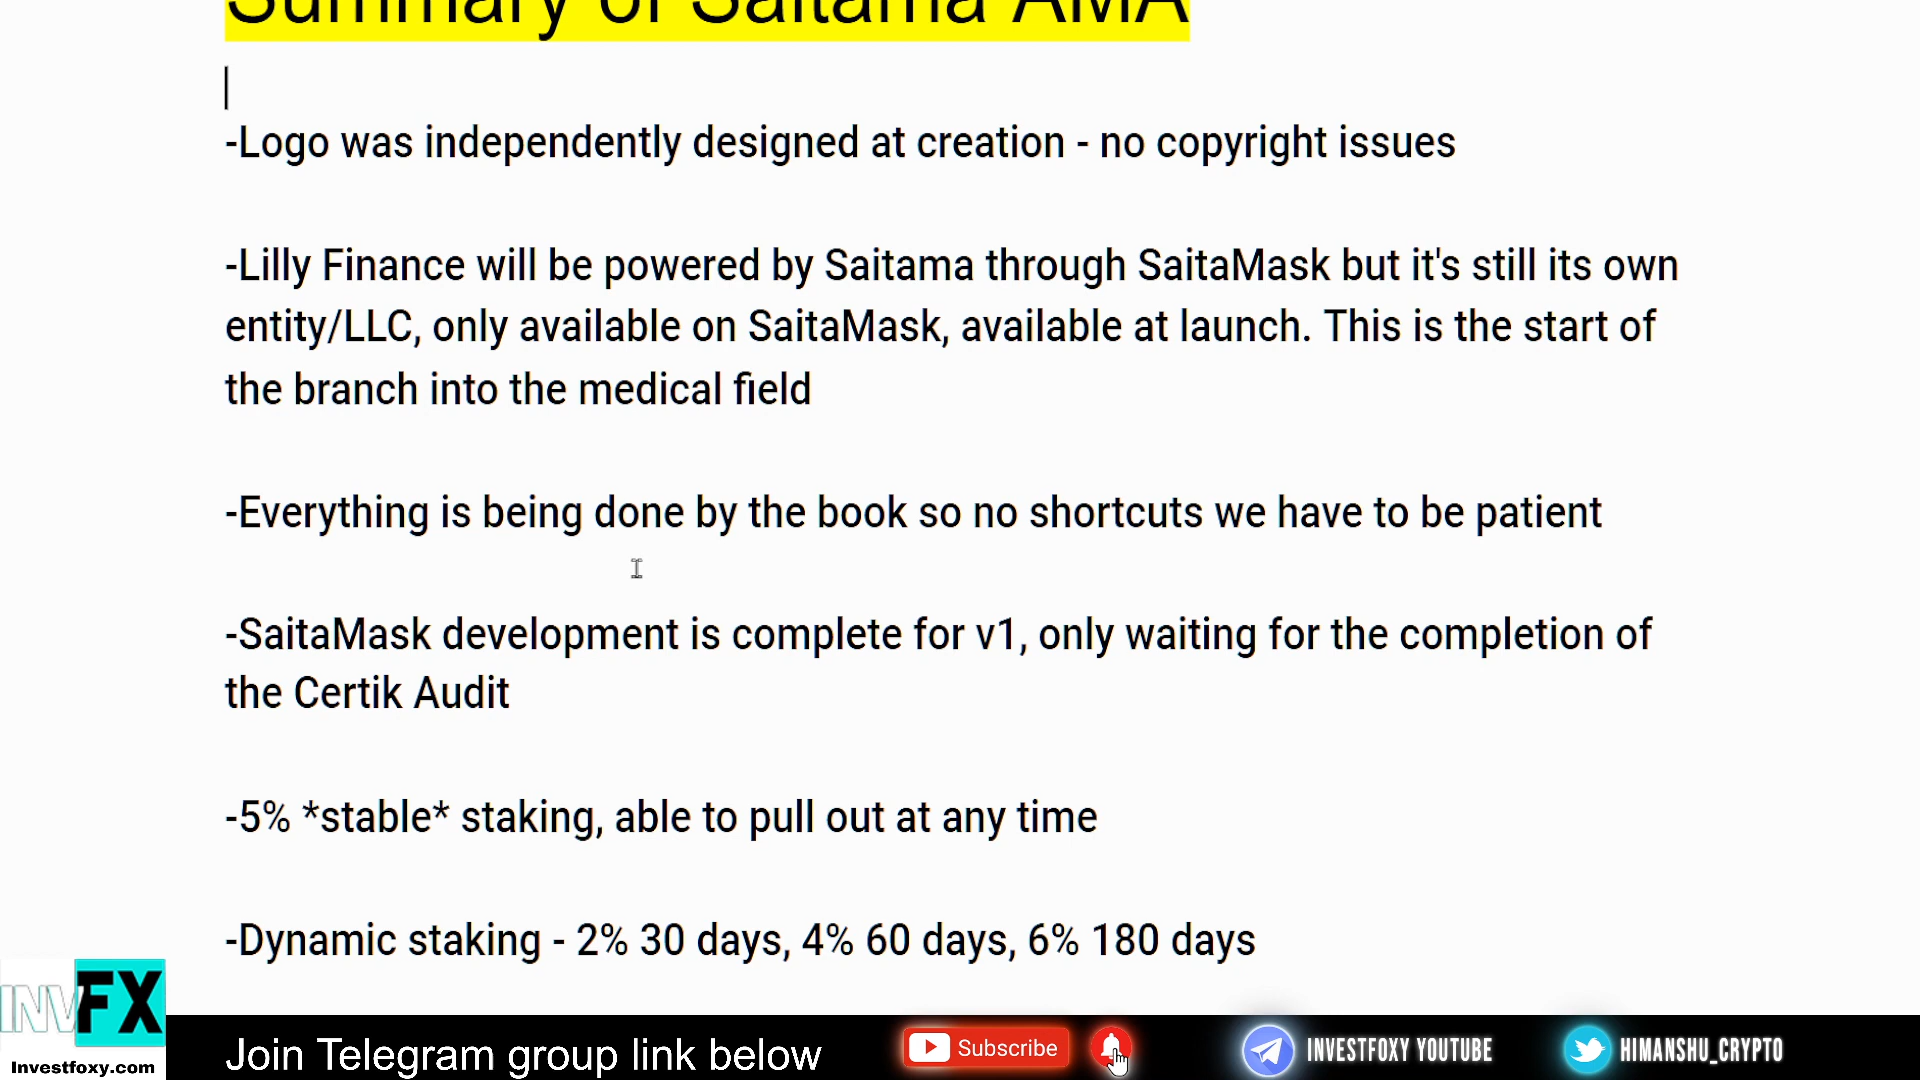 Summary of Saitama AMA
-Logo was independently designed at creation - no copyright issues
-Lilly Finance will be powered by Saitama through SaitaMask but it's still its own
entity/LLC, only available on SaitaMask, available at launch. This is the start of
the branch into the medical field
-Everything is being done by the book so no shortcuts we have to be patient
-SaitaMask development is complete for v1, only waiting for the completion of
the Certik Audit
-5% *stable* staking, able to pull out at any time
-Dynamic staking - 2% 30 days, 4% 60 days, 6% 180 days
INVFX
Investfoxy.com
Join Telegram group link below
Subscribe
INVESTFOXY YOUTUBE
HIMANSHU_CRYPTO